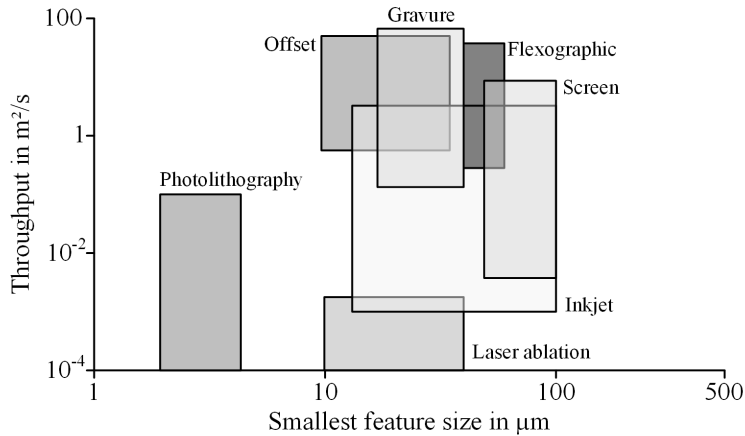 Gravure
100
Offset
Flexographic
Screen
1
Photolithography
10⁻²
Inkjet
Laser ablation
10⁻⁴
1
10
100
500
Throughput in m²/s
Smallest feature size in µm